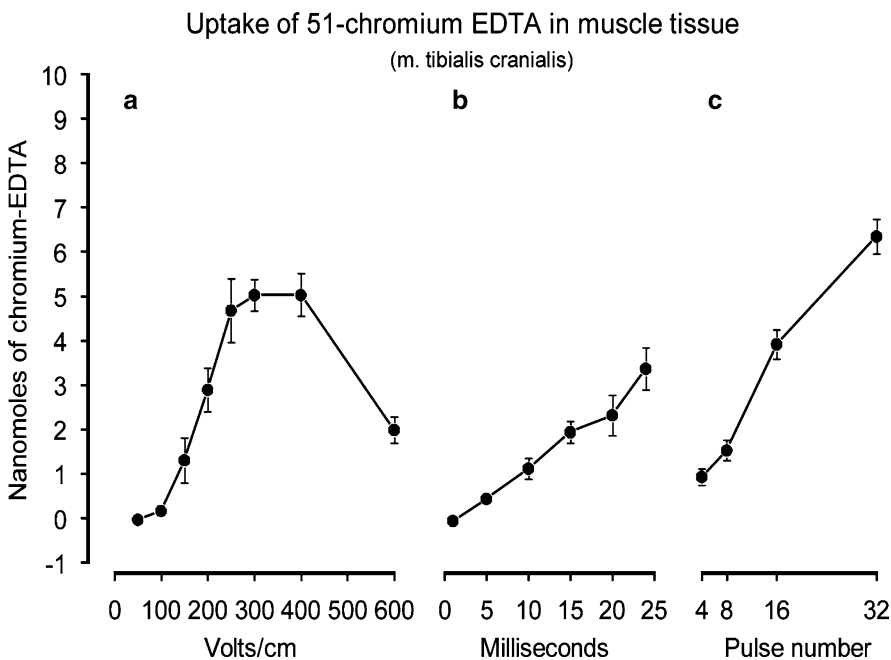 Uptake of 51-chromium EDTA in muscle tissue
(m. tibialis cranialis)
a b c
Nanomoles of chromium-EDTA
10
9
8
7
6
5
4
3
2
1
0
-1
0 100 200 300 400 500 600 0 5 10 15 20 25 4 8 16 32
Volts/cm Milliseconds Pulse number